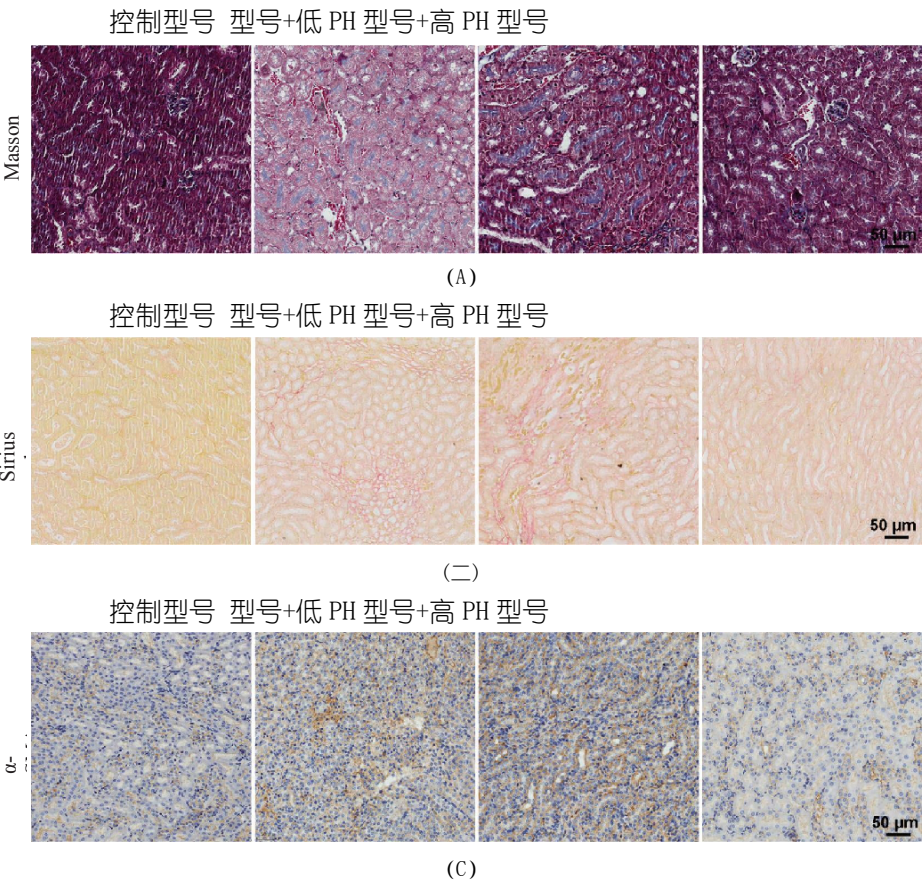 控制型号 型号+低 PH 型号+高 PH 型号
Masson
50 μm
(A)
控制型号 型号+低 PH 型号+高 PH 型号
Sirius
50 μm
(二)
控制型号 型号+低 PH 型号+高 PH 型号
α-
50 μm
(C)